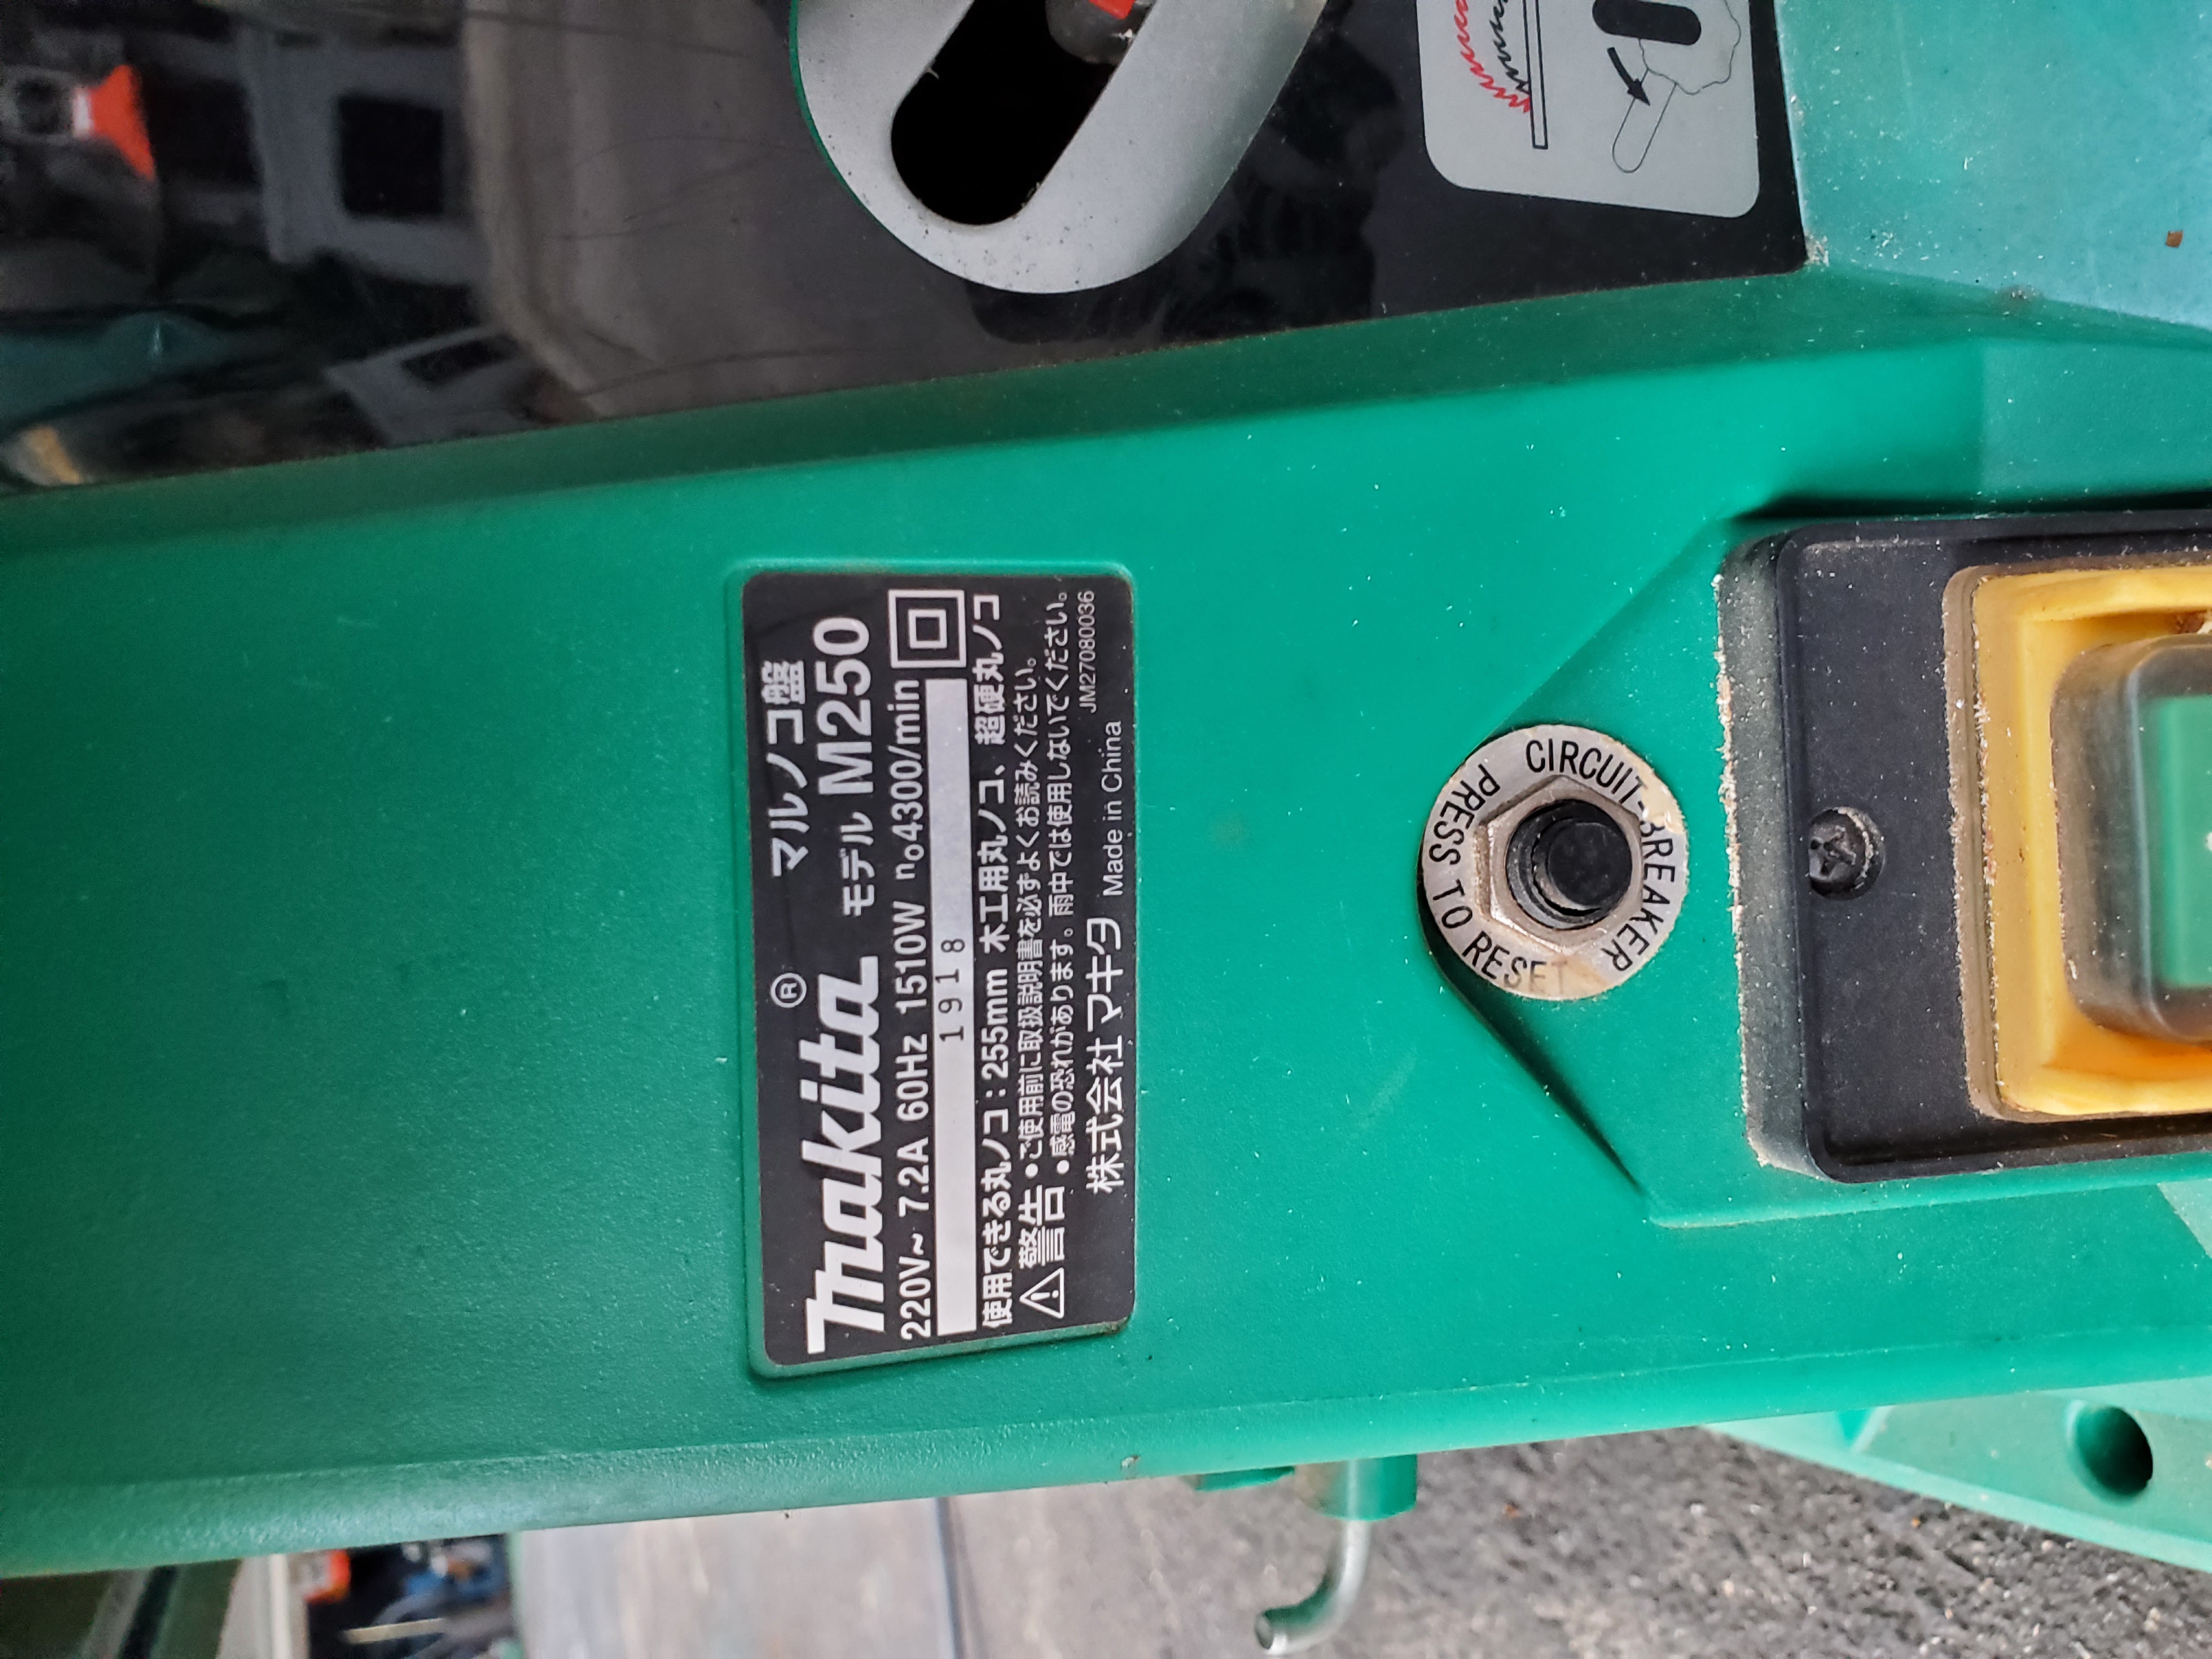 マルノコ盤
makita® モデル M250
220V~ 7.2A 60Hz 1510W n₀4300/min
1918
使用できる丸ノコ:255mm 木工用丸ノコ、超硬丸ノコ
⚠警告 •ご使用前に取扱説明書を必ずよくお読みください。
•感電の恐れがあります。雨中では使用しないでください。
株式会社マキタ Made in China JM27080036
CIRCUIT-BREAKER
PRESS TO RESET